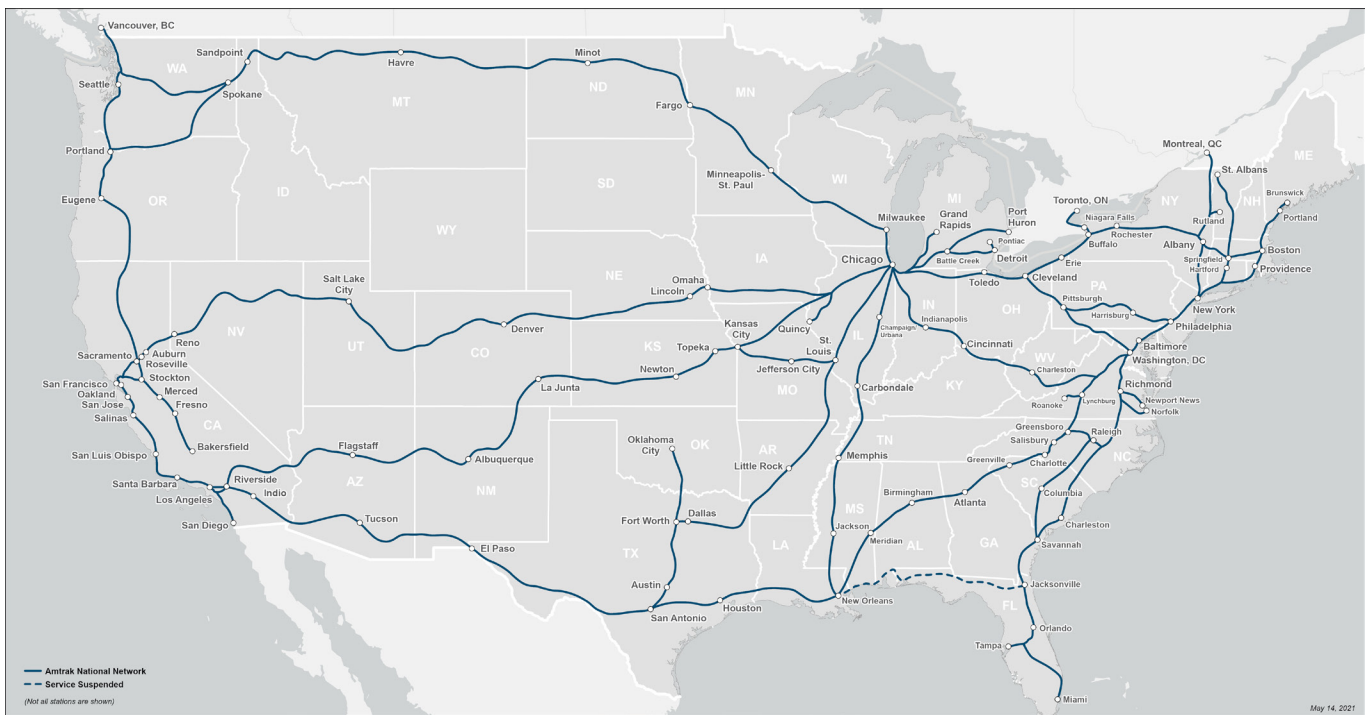 Vancouver, BC
Sandpoint
WA
Seattle
Spokane
Havre
Minot
MT
ND
MN
Fargo
Portland
Eugene
OR
ID
Minneapolis-
St. Paul
SD
WI
WY
MI
Milwaukee
Grand
Rapids
Port
Huron
Pontiac
Battle Creek
Detroit
Toronto, ON
Niagara Falls
Buffalo
Rochester
Montreal, QC
St. Albans
ME
Brunswick
NH
NY
Rutland
Portland
Albany
Boston
Springfield
Hartford
Providence
Erie
Cleveland
Toledo
Chicago
PA
Pittsburgh
Harrisburg
New York
Philadelphia
Baltimore
Washington, DC
IA
NE
Omaha
Lincoln
Salt Lake
City
Denver
NV
UT
CO
Reno
Auburn
Roseville
Sacramento
Stockton
San Francisco
Oakland
San Jose
Merced
Fresno
Salinas
CA
Bakersfield
San Luis Obispo
Santa Barbara
Los Angeles
Riverside
Indio
San Diego
Kansas
City
Quincy
St.
Louis
IL
Champaign/
Urbana
IN
Indianapolis
OH
Cincinnati
WV
Charleston
Topeka
KS
Newton
Jefferson City
MO
La Junta
Carbondale
KY
Richmond
Newport News
Norfolk
Roanoke
Lynchburg
Greensboro
Raleigh
Salisbury
NC
Charlotte
Greenville
Flagstaff
AZ
Albuquerque
NM
Tucson
El Paso
Oklahoma
City
OK
AR
Little Rock
TN
Memphis
Birmingham
Atlanta
SC
Columbia
Charleston
Fort Worth
Dallas
TX
LA
MS
Jackson
Meridian
AL
GA
Savannah
Austin
San Antonio
Houston
New Orleans
Jacksonville
FL
Orlando
Tampa
Miami
Amtrak National Network
Service Suspended
(Not all stations are shown)
May 14, 2021